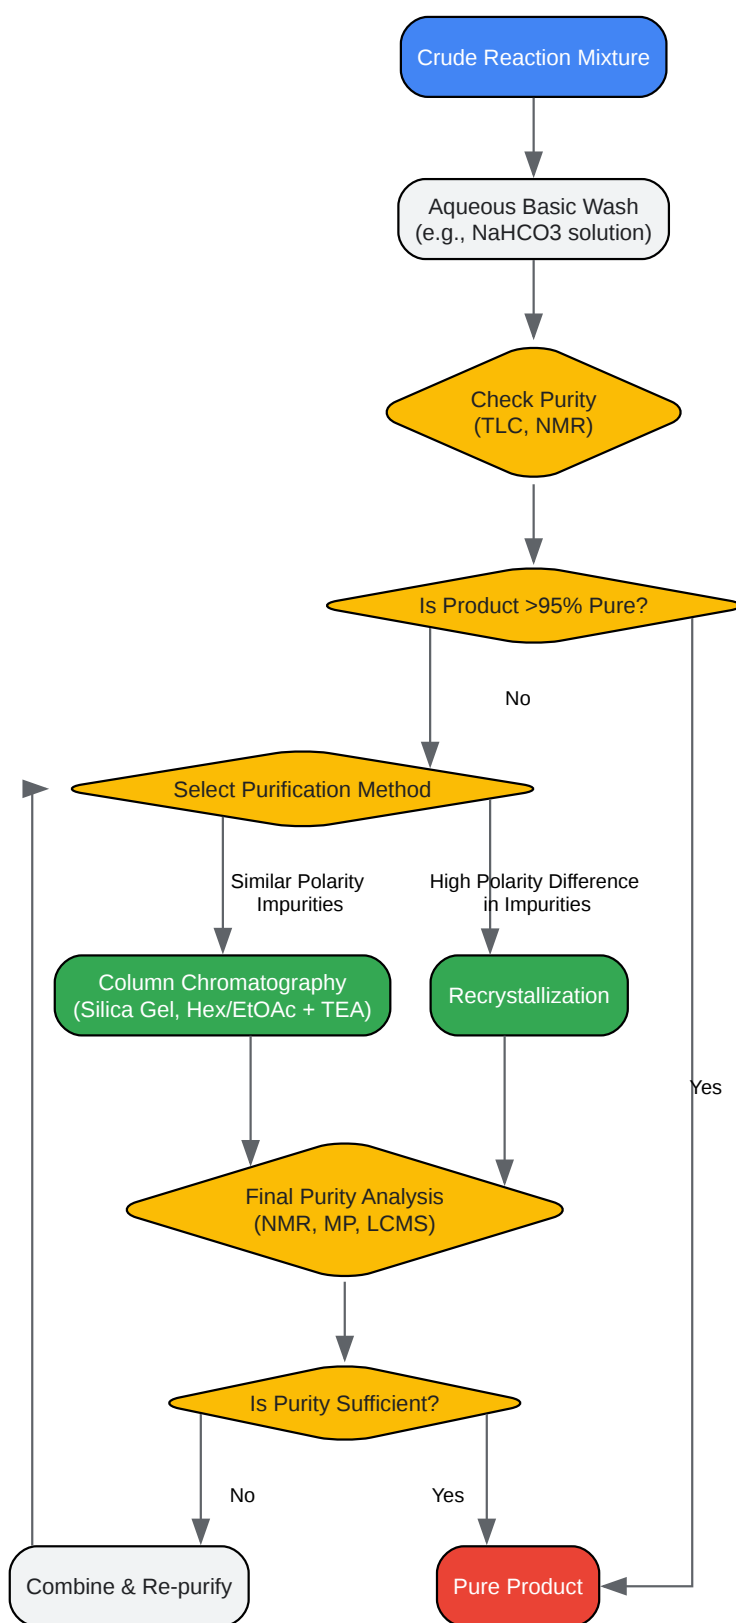 Crude Reaction Mixture
Aqueous Basic Wash
(e.g., NaHCO3 solution)
Check Purity
(TLC, NMR)
Is Product >95% Pure?
No
Select Purification Method
Similar Polarity
Impurities
High Polarity Difference
in Impurities
Column Chromatography
(Silica Gel, Hex/EtOAc + TEA)
Recrystallization
Yes
Final Purity Analysis
(NMR, MP, LCMS)
Is Purity Sufficient?
No
Yes
Combine & Re-purify
Pure Product